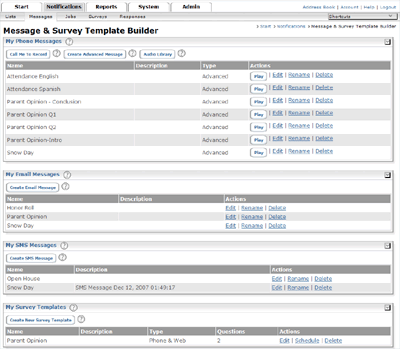 Start Notifications Reports System Admin
Address Book | Account | Help | Logout
Lists Messages Jobs Surveys Responses
Shortcuts
Start > Notifications > Message & Survey Template Builder
Message & Survey Template Builder
My Phone Messages
Call Me to Record Create Advanced Message Audio Library
Name Description Type Actions
Attendance English Advanced Play | Edit | Rename | Delete
Attendance Spanish Advanced Play | Edit | Rename | Delete
Parent Opinion - Conclusion Advanced Play | Edit | Rename | Delete
Parent Opinion Q1 Advanced Play | Edit | Rename | Delete
Parent Opinion Q2 Advanced Play | Edit | Rename | Delete
Parent Opinion-Intro Advanced Play | Edit | Rename | Delete
Snow Day Advanced Play | Edit | Rename | Delete
My Email Messages
Create Email Message
Name Description Actions
Honor Roll Edit | Rename | Delete
Parent Opinion Edit | Rename | Delete
Snow Day Edit | Rename | Delete
My SMS Messages
Create SMS Message
Name Description Actions
Open House Edit | Rename | Delete
Snow Day SMS Message Dec 12, 2007 01:49:17 Edit | Rename | Delete
My Survey Templates
Create New Survey Template
Name Description Type Questions Actions
Parent Opinion Phone & Web 2 Edit | Schedule | Delete